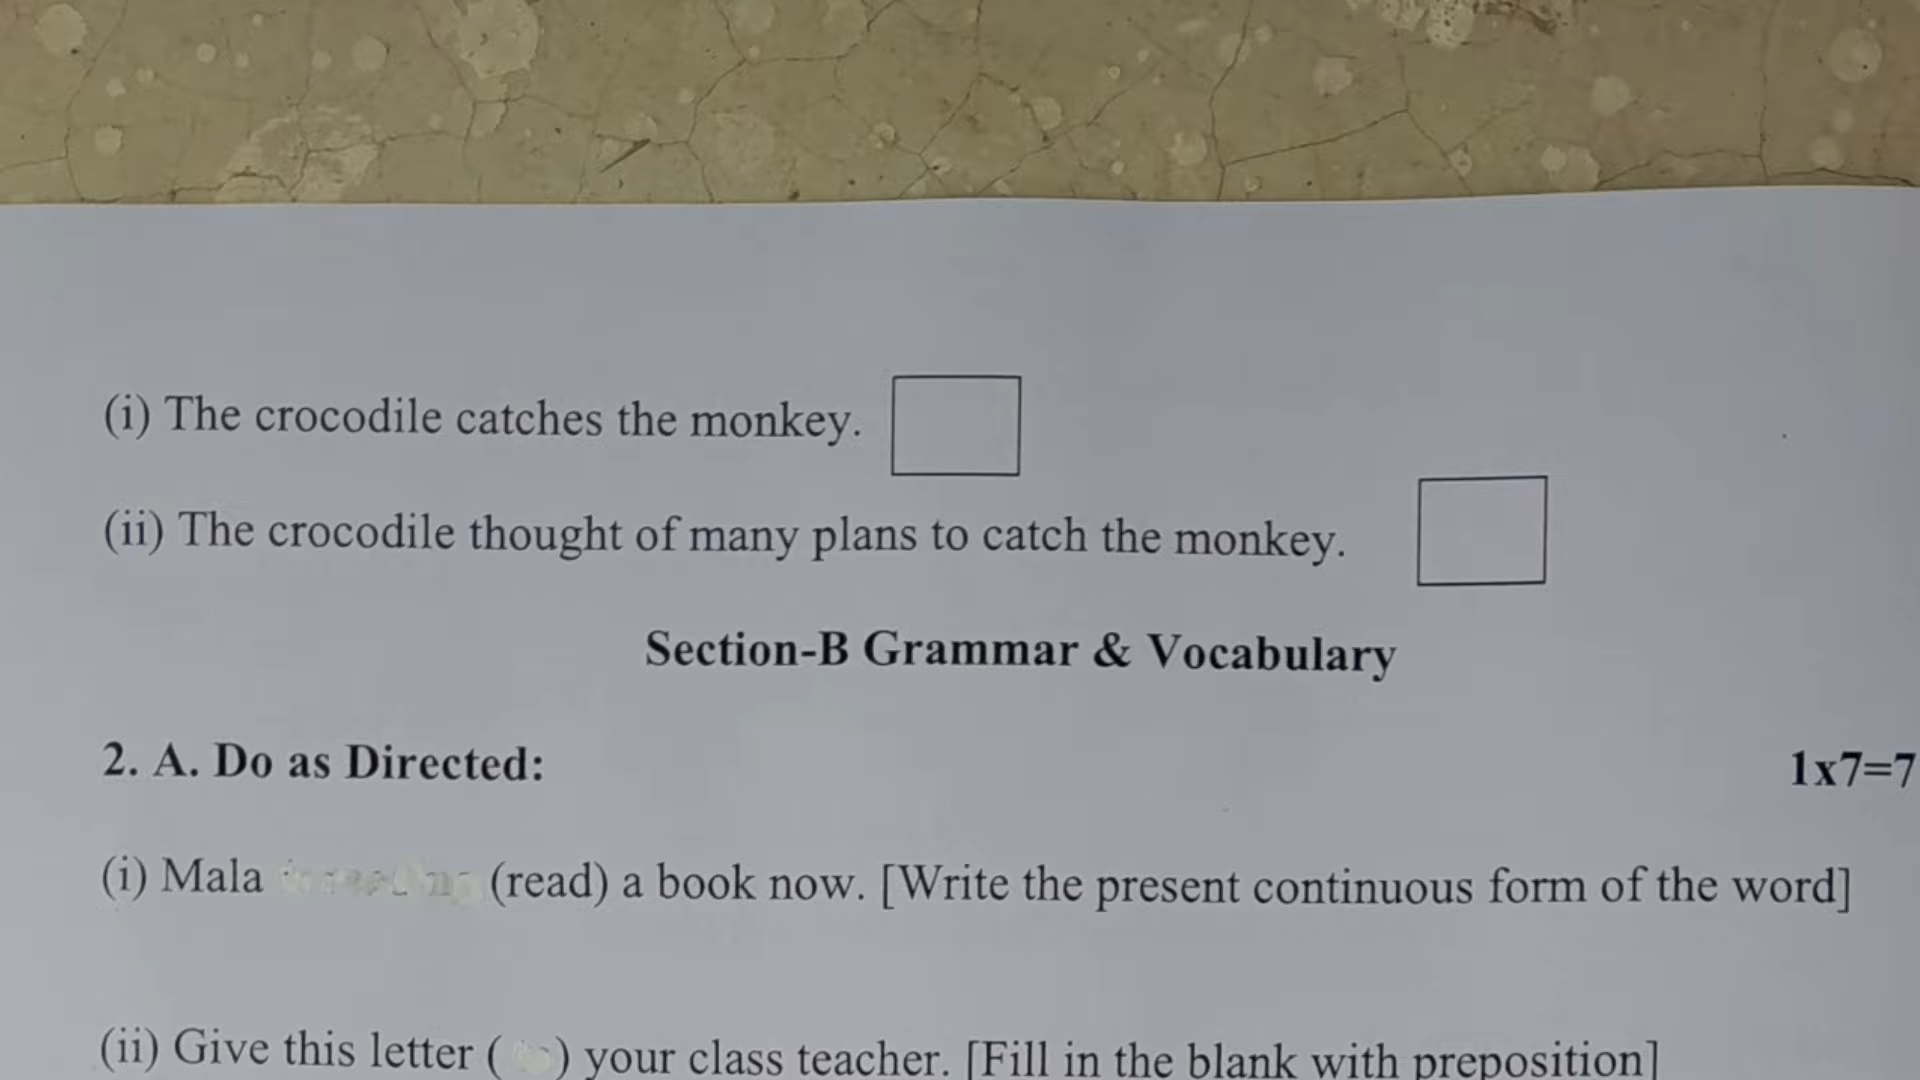 (i) The crocodile catches the monkey.
(ii) The crocodile thought of many plans to catch the monkey.
Section-B Grammar & Vocabulary
2. A. Do as Directed: 1x7=7
(i) Mala (read) a book now. [Write the present continuous form of the word]
(ii) Give this letter ( ) your class teacher. [Fill in the blank with preposition]